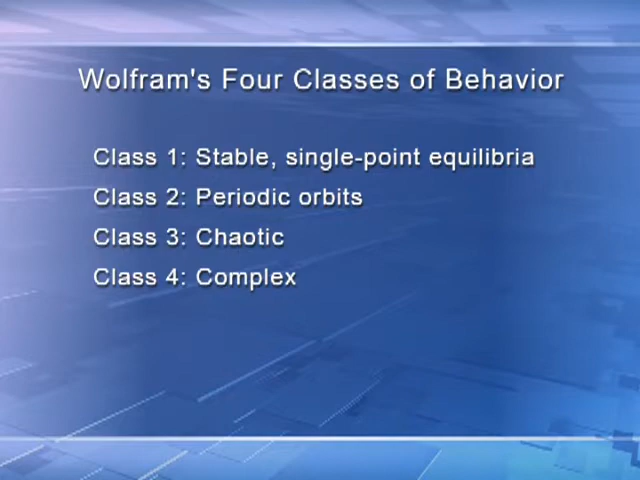 Wolfram's Four Classes of Behavior
Class 1: Stable, single-point equilibria
Class 2: Periodic orbits
Class 3: Chaotic
Class 4: Complex